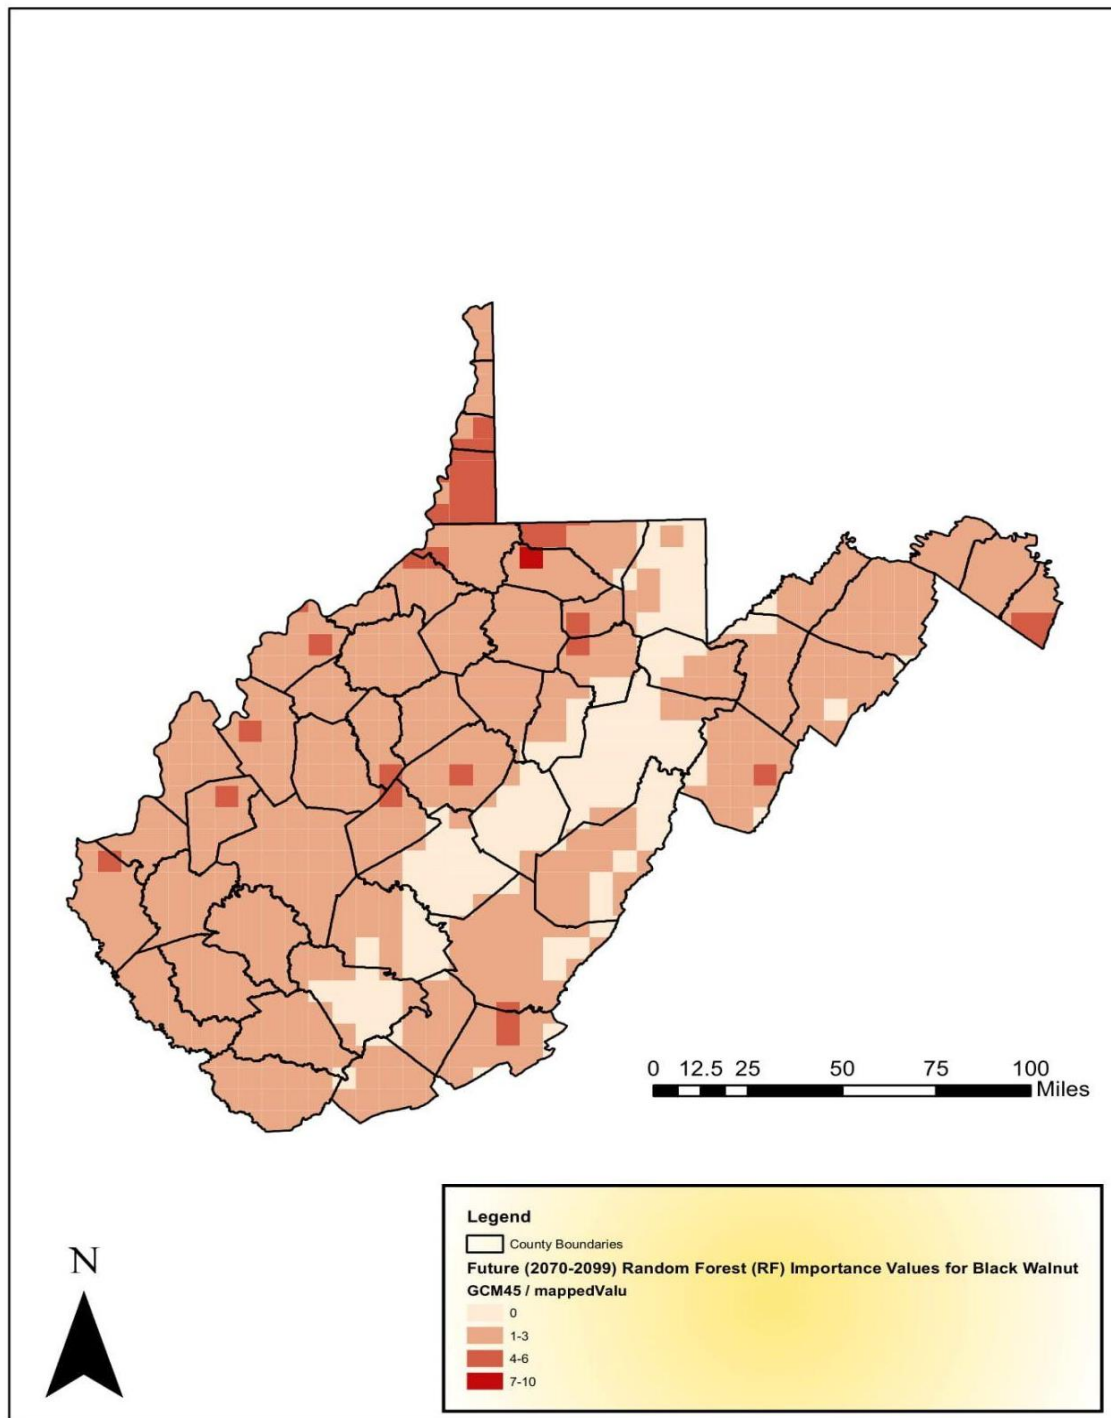 0 12.5 25 50 75 100
Miles
Legend
County Boundaries
Future (2070-2099) Random Forest (RF) Importance Values for Black Walnut
GCM45 / mappedValu
0
1-3
4-6
7-10
N